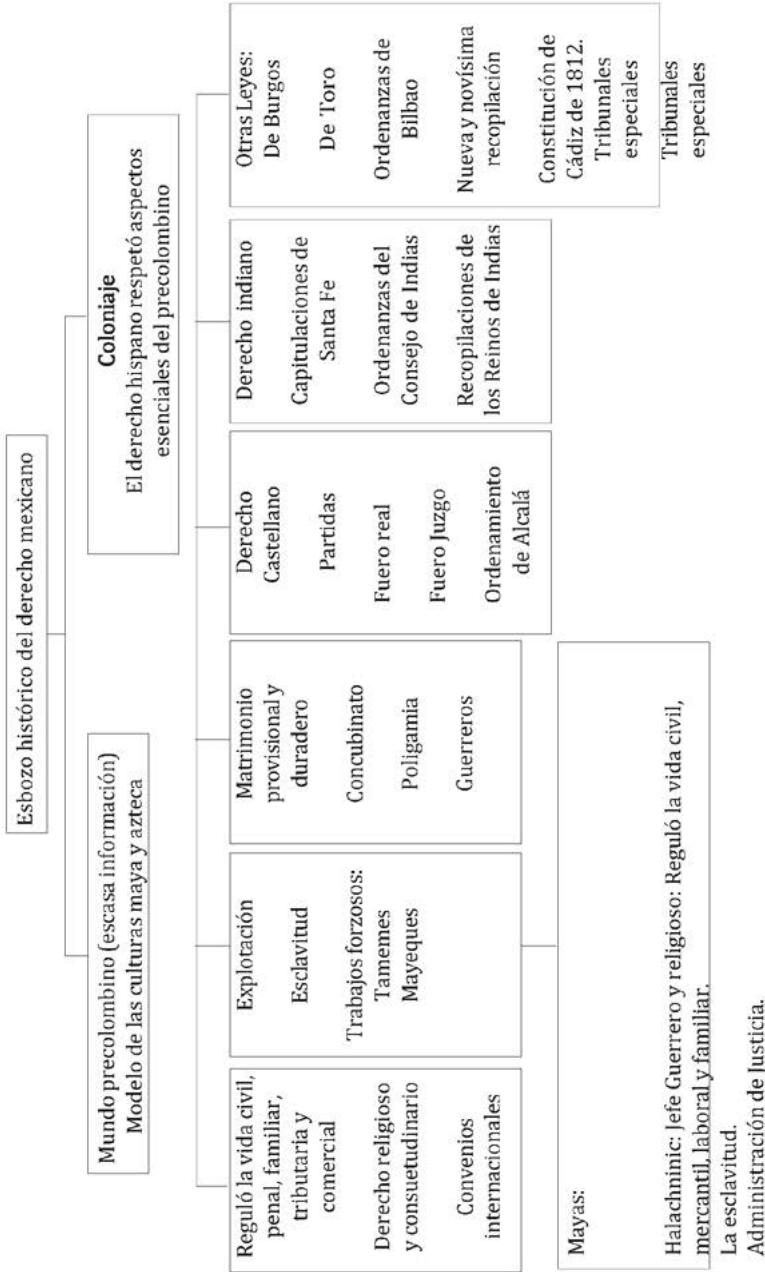 Esbozo histórico del derecho mexicano
Mundo precolombino (escasa información)
Modelo de las culturas maya y azteca
Coloniaje
El derecho hispano respetó aspectos
esenciales del precolombino
Reguló la vida civil,
penal, familiar,
tributaria y
comercial
Derecho religioso
y consuetudinario
Convenios
internacionales
Explotación
Esclavitud
Trabajos forzosos:
Tamemes
Mayeques
Matrimonio
provisional y
duradero
Concubinato
Poligamia
Guerreros
Derecho
Castellano
Partidas
Fuero real
Fuero Juzgo
Ordenamiento
de Alcalá
Derecho indiano
Capitulaciones de
Santa Fe
Ordenanzas del
Consejo de Indias
Recopilaciones de
los Reinos de Indias
Otras Leyes:
De Burgos
De Toro
Ordenanzas de
Bilbao
Nueva y novísima
recopilación
Constitución de
Cádiz de 1812.
Tribunales
especiales
Tribunales
especiales
Mayas:
Halachninic: Jefe Guerrero y religioso: Reguló la vida civil,
mercantil, laboral y familiar.
La esclavitud.
Administración de Justicia.